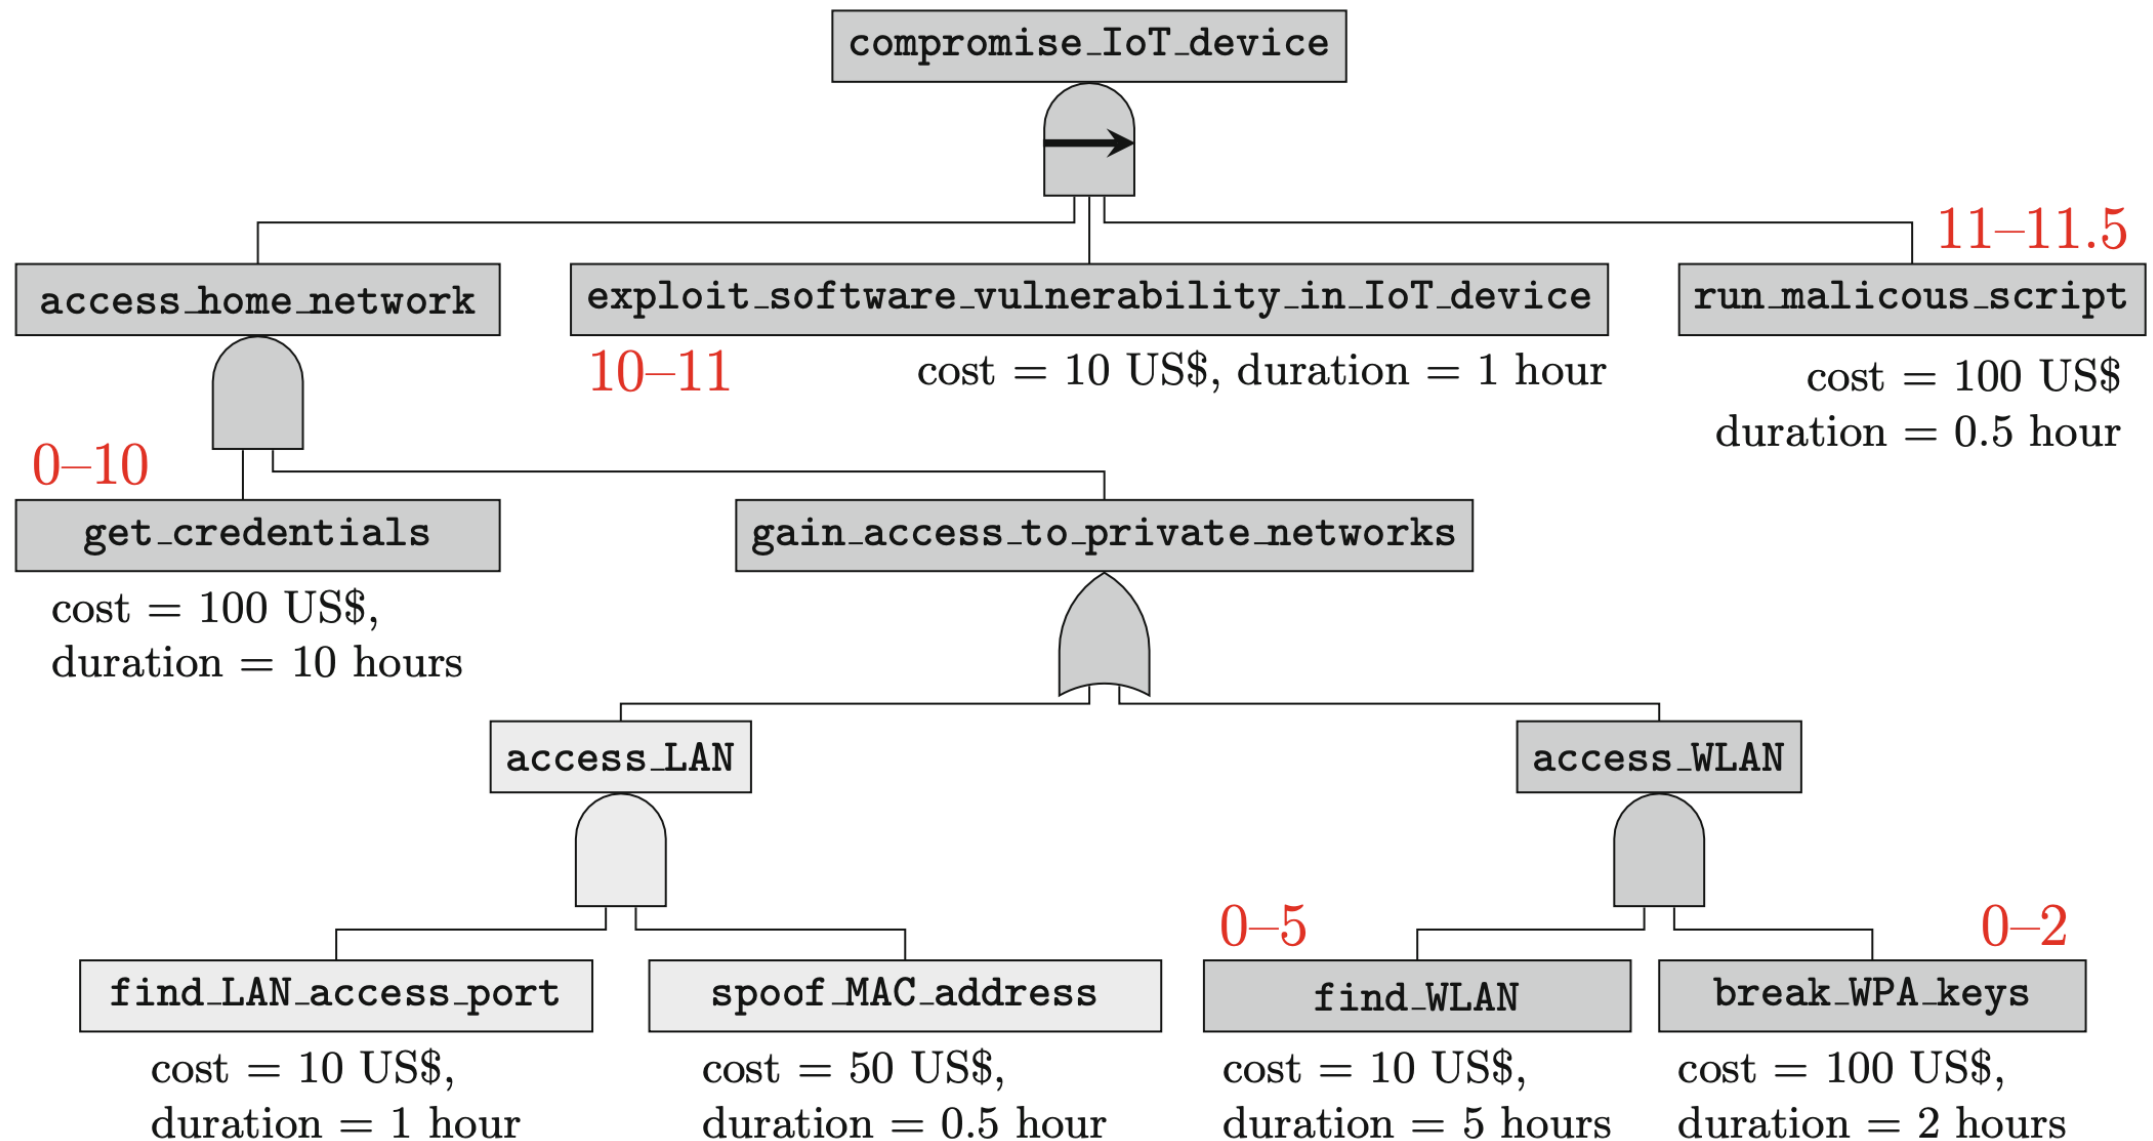 compromise_IoT_device
11–11.5
access_home_network
exploit_software_vulnerability_in_IoT_device
run_malicous_script
10–11
cost = 10 US$, duration = 1 hour
cost = 100 US$
duration = 0.5 hour
0–10
get_credentials
gain_access_to_private_networks
cost = 100 US$,
duration = 10 hours
access_LAN
access_WLAN
0–5
0–2
find_LAN_access_port
spoof_MAC_address
find_WLAN
break_WPA_keys
cost = 10 US$,
duration = 1 hour
cost = 50 US$,
duration = 0.5 hour
cost = 10 US$,
duration = 5 hours
cost = 100 US$,
duration = 2 hours